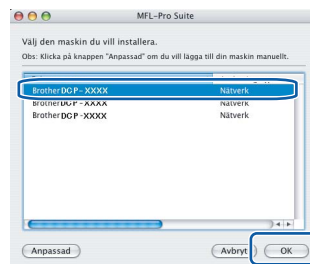 MFL-Pro Suite
Välj den maskin du vill installera.
Obs: Klicka på knappen "Anpassad" om du vill lägga till din maskin manuellt.
Brother DCP-XXXX Nätverk
Brother DCP-XXXX Nätverk
Brother DCP-XXXX Nätverk
Anpassad Avbryt OK